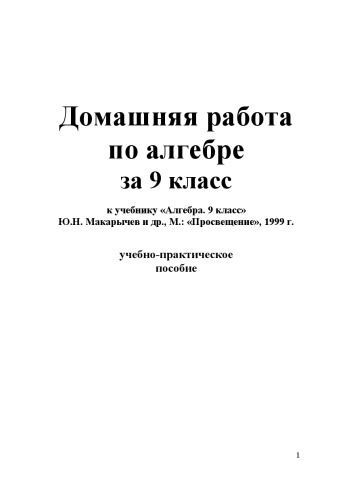 Домашняя работа
по алгебре
за 9 класс
к учебнику «Алгебра. 9 класс»
Ю.Н. Макарычев и др., М.: «Просвещение», 1999 г.
учебно-практическое
пособие
1